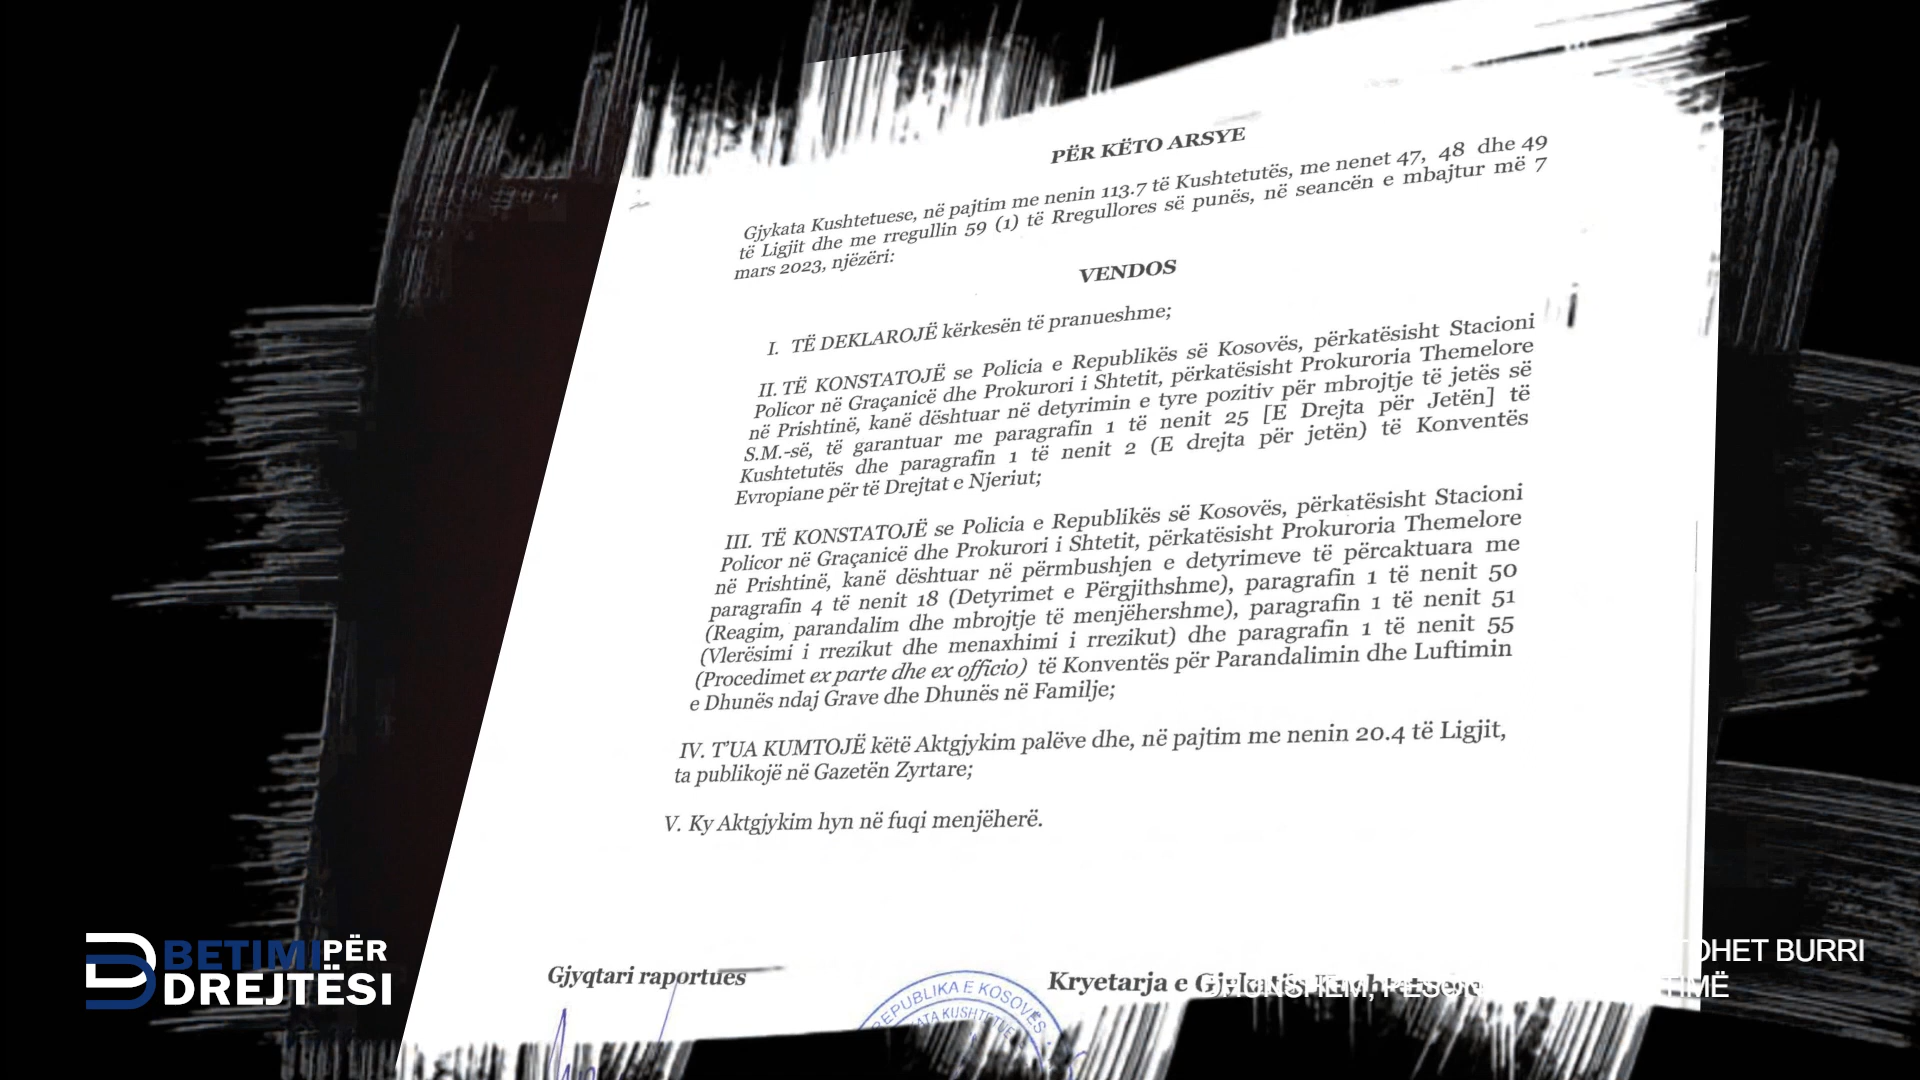 PËR KËTO ARSYE
Gjykata Kushtetuese, në pajtim me nenin 113.7 të Kushtetutës, me nenet 47, 48 dhe 49
të Ligjit dhe me rregullin 59 (1) të Rregullores së punës, në seancën e mbajtur më 7
mars 2023, njëzëri:
VENDOS
I. TË DEKLAROJË kërkesën të pranueshme;
II. TË KONSTATOJË se Policia e Republikës së Kosovës, përkatësisht Stacioni
Policor në Graçanicë dhe Prokurori i Shtetit, përkatësisht Prokuroria Themelore
në Prishtinë, kanë dështuar në detyrimin e tyre pozitiv për mbrojtje të jetës së
S.M.-së, të garantuar me paragrafin 1 të nenit 25 [E Drejta për Jetën] të
Kushtetutës dhe paragrafin 1 të nenit 2 (E drejta për jetën) të Konventës
Evropiane për të Drejtat e Njeriut;
III. TË KONSTATOJË se Policia e Republikës së Kosovës, përkatësisht Stacioni
Policor në Graçanicë dhe Prokurori i Shtetit, përkatësisht Prokuroria Themelore
në Prishtinë, kanë dështuar në përmbushjen e detyrimeve të përcaktuara me
paragrafin 4 të nenit 18 (Detyrimet e Përgjithshme), paragrafin 1 të nenit 50
(Reagim, parandalim dhe mbrojtje të menjëhershme), paragrafin 1 të nenit 51
(Vlerësimi i rrezikut dhe menaxhimi i rrezikut) dhe paragrafin 1 të nenit 55
(Procedimet ex parte dhe ex officio) të Konventës për Parandalimin dhe Luftimin
e Dhunës ndaj Grave dhe Dhunës në Familje;
IV. T'UA KUMTOJË këtë Aktgjykim palëve dhe, në pajtim me nenin 20.4 të Ligjit,
ta publikojë në Gazetën Zyrtare;
V. Ky Aktgjykim hyn në fuqi menjëherë.
Gjyqtari raportues
Kryetarja e
REPUBLIKA E KOSOVËS
BETIMI PËR
DREJTËSI
BURRI